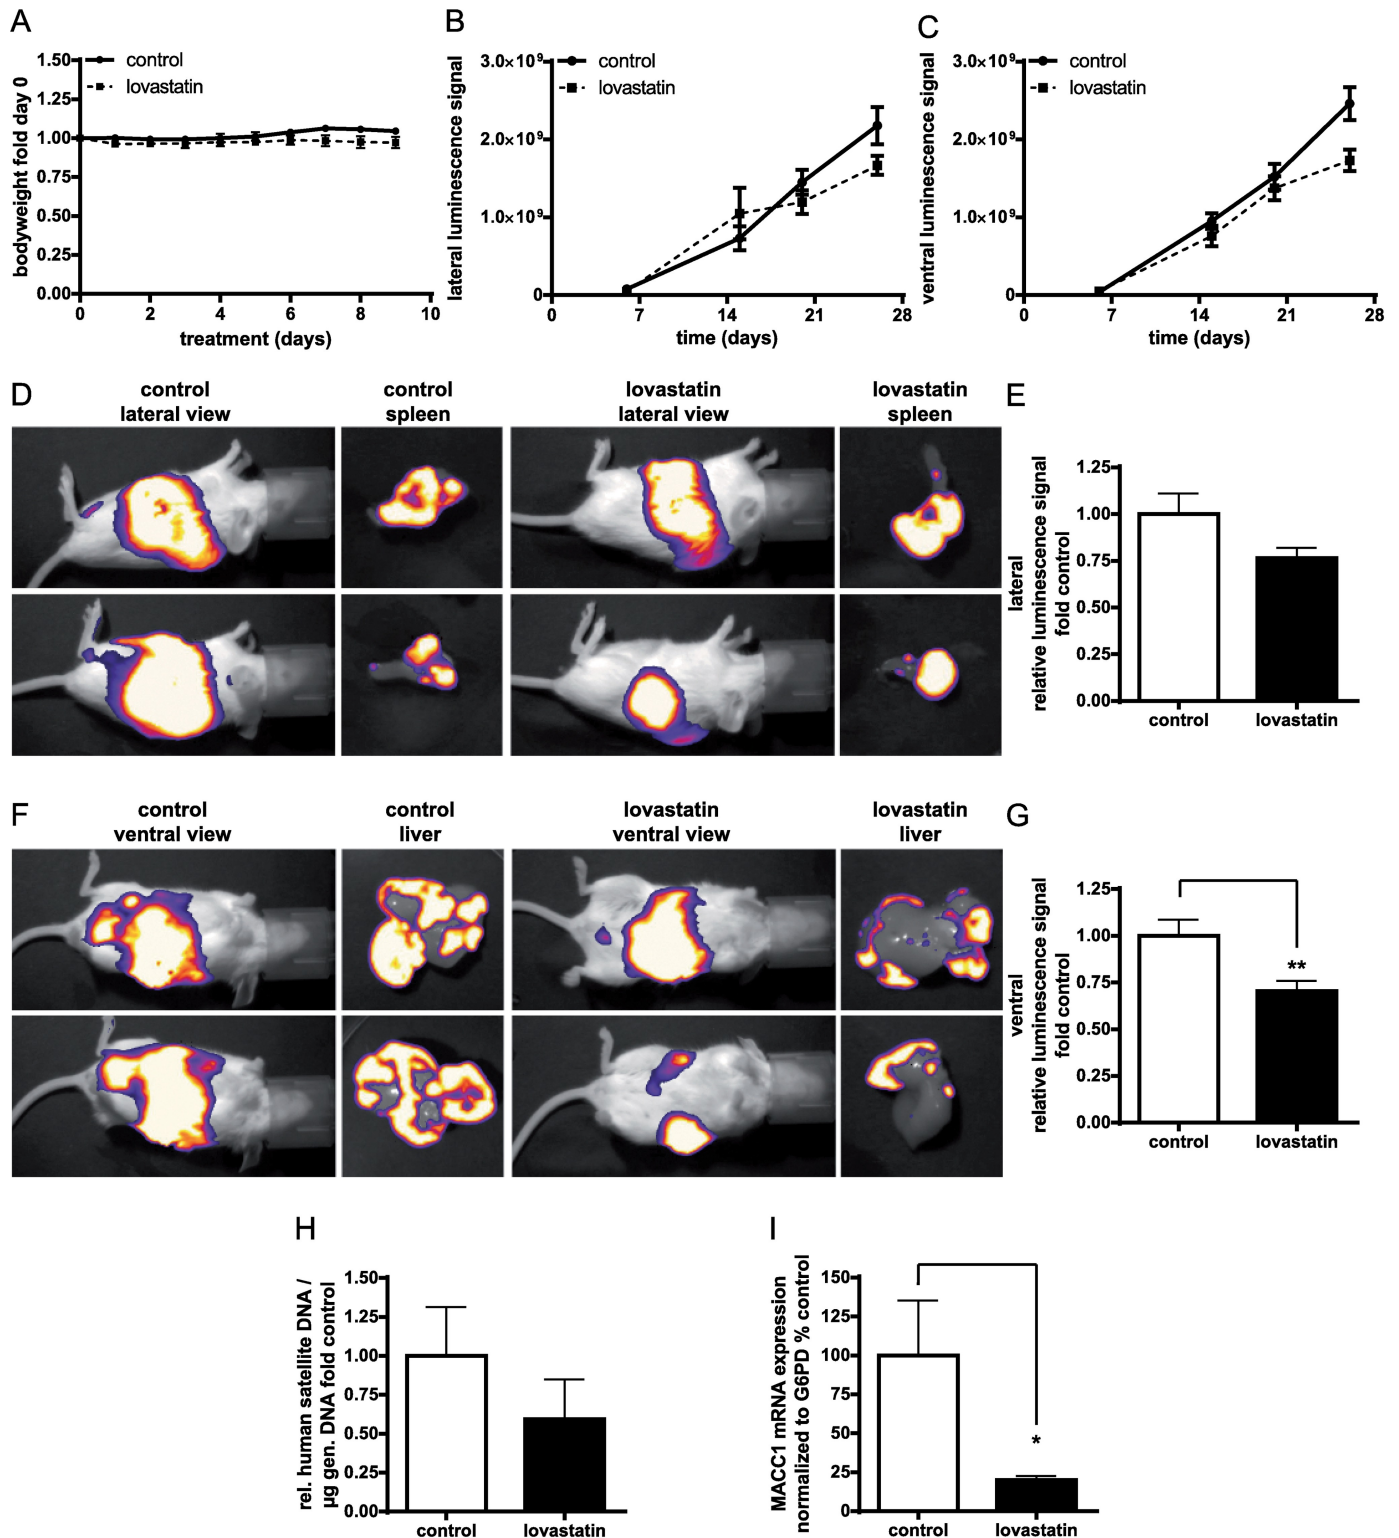 A
bodyweight fold day 0
1.50
1.25
1.00
0.75
0.50
0.25
0.00
control
lovastatin
0 2 4 6 8 10
treatment (days)
B
lateral luminescence signal
3.0×10⁹
2.0×10⁹
1.0×10⁹
0
control
lovastatin
0 7 14 21 28
time (days)
C
ventral luminescence signal
3.0×10⁹
2.0×10⁹
1.0×10⁹
0
control
lovastatin
0 7 14 21 28
time (days)
D
control
lateral view
control
spleen
lovastatin
lateral view
lovastatin
spleen
E
lateral
relative luminescence signal
fold control
1.25
1.00
0.75
0.50
0.25
0.00
control lovastatin
F
control
ventral view
control
liver
lovastatin
ventral view
lovastatin
liver
G
ventral
relative luminescence signal
fold control
1.25
1.00
0.75
0.50
0.25
0.00
**
control lovastatin
H
rel. human satellite DNA /
µg gen. DNA fold control
1.50
1.25
1.00
0.75
0.50
0.25
0.00
control lovastatin
I
MACC1 mRNA expression
normalized to G6PD % control
150
125
100
75
50
25
0
*
control lovastatin